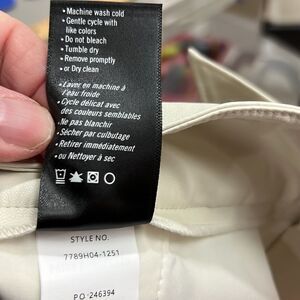 • Machine wash cold
• Gentle cycle with
like colors
• Do not bleach
• Tumble dry
• Remove promptly
• or Dry clean
• Laver en machine à
l'eau froide
• Cycle délicat avec
des couleurs semblables
• Ne pas blanchir
• Sécher par culbutage
• Retirer immédiatement
• ou Nettoyer à sec
STYLE NO.
7789H04-1251
P.O.:246394